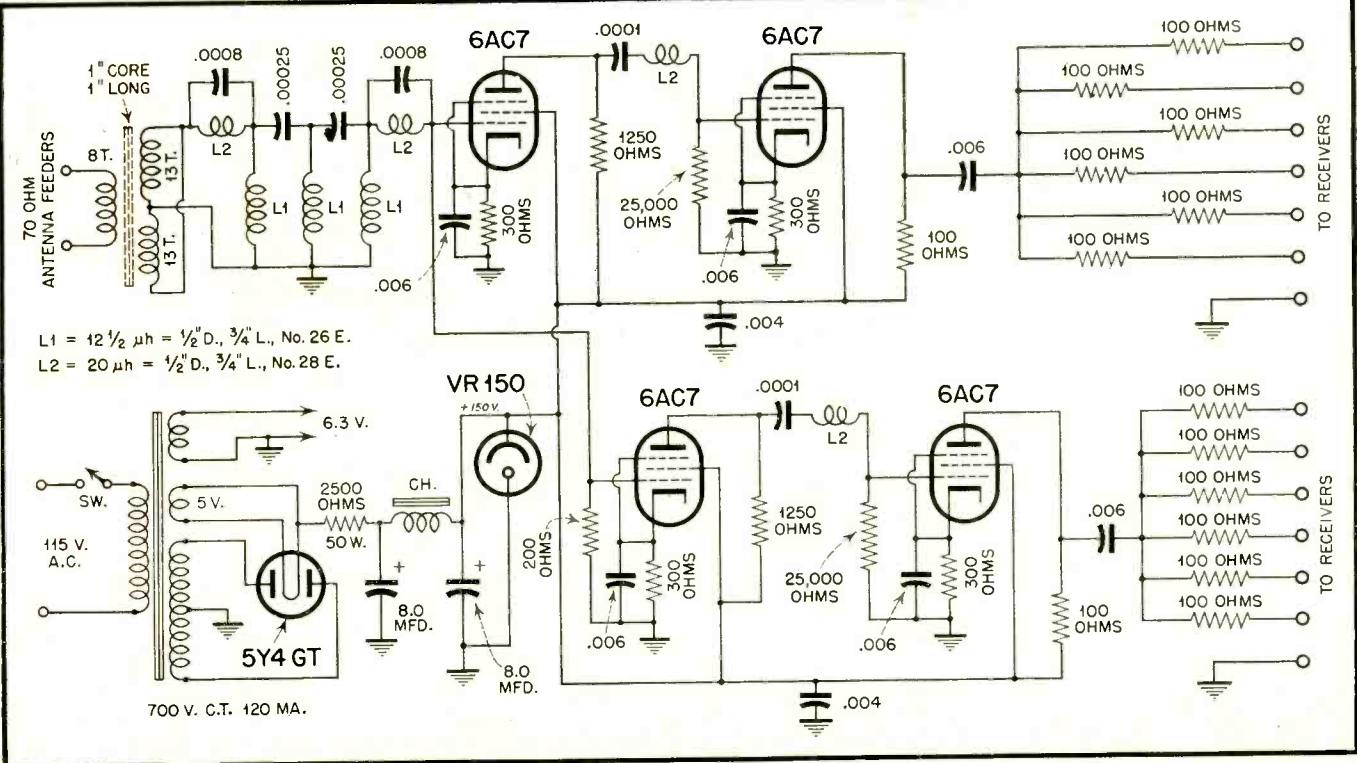 70 OHM
ANTENNA FEEDERS
1" CORE
1" LONG
8T.
13 T.
13 T.
.0008
L2
.00025
.00025
.0008
L2
L1
L1
L1
6AC7
.006
300
OHMS
1250
OHMS
.0001
L2
25,000
OHMS
6AC7
.006
300
OHMS
100
OHMS
.004
.006
100 OHMS
100 OHMS
100 OHMS
100 OHMS
100 OHMS
100 OHMS
TO RECEIVERS
L1 = 12 1/2 µh = 1/2" D., 3/4" L., No. 26 E.
L2 = 20 µh = 1/2" D., 3/4" L., No. 28 E.
115 V.
A.C.
SW.
6.3 V.
5 V.
5Y4 GT
700 V. C.T. 120 MA.
2500
OHMS
50 W.
CH.
+
8.0
MFD.
+
8.0
MFD.
VR 150
+150 V.
200
OHMS
6AC7
.006
300
OHMS
1250
OHMS
.0001
L2
25,000
OHMS
6AC7
.006
300
OHMS
100
OHMS
.004
.006
100 OHMS
100 OHMS
100 OHMS
100 OHMS
100 OHMS
100 OHMS
TO RECEIVERS